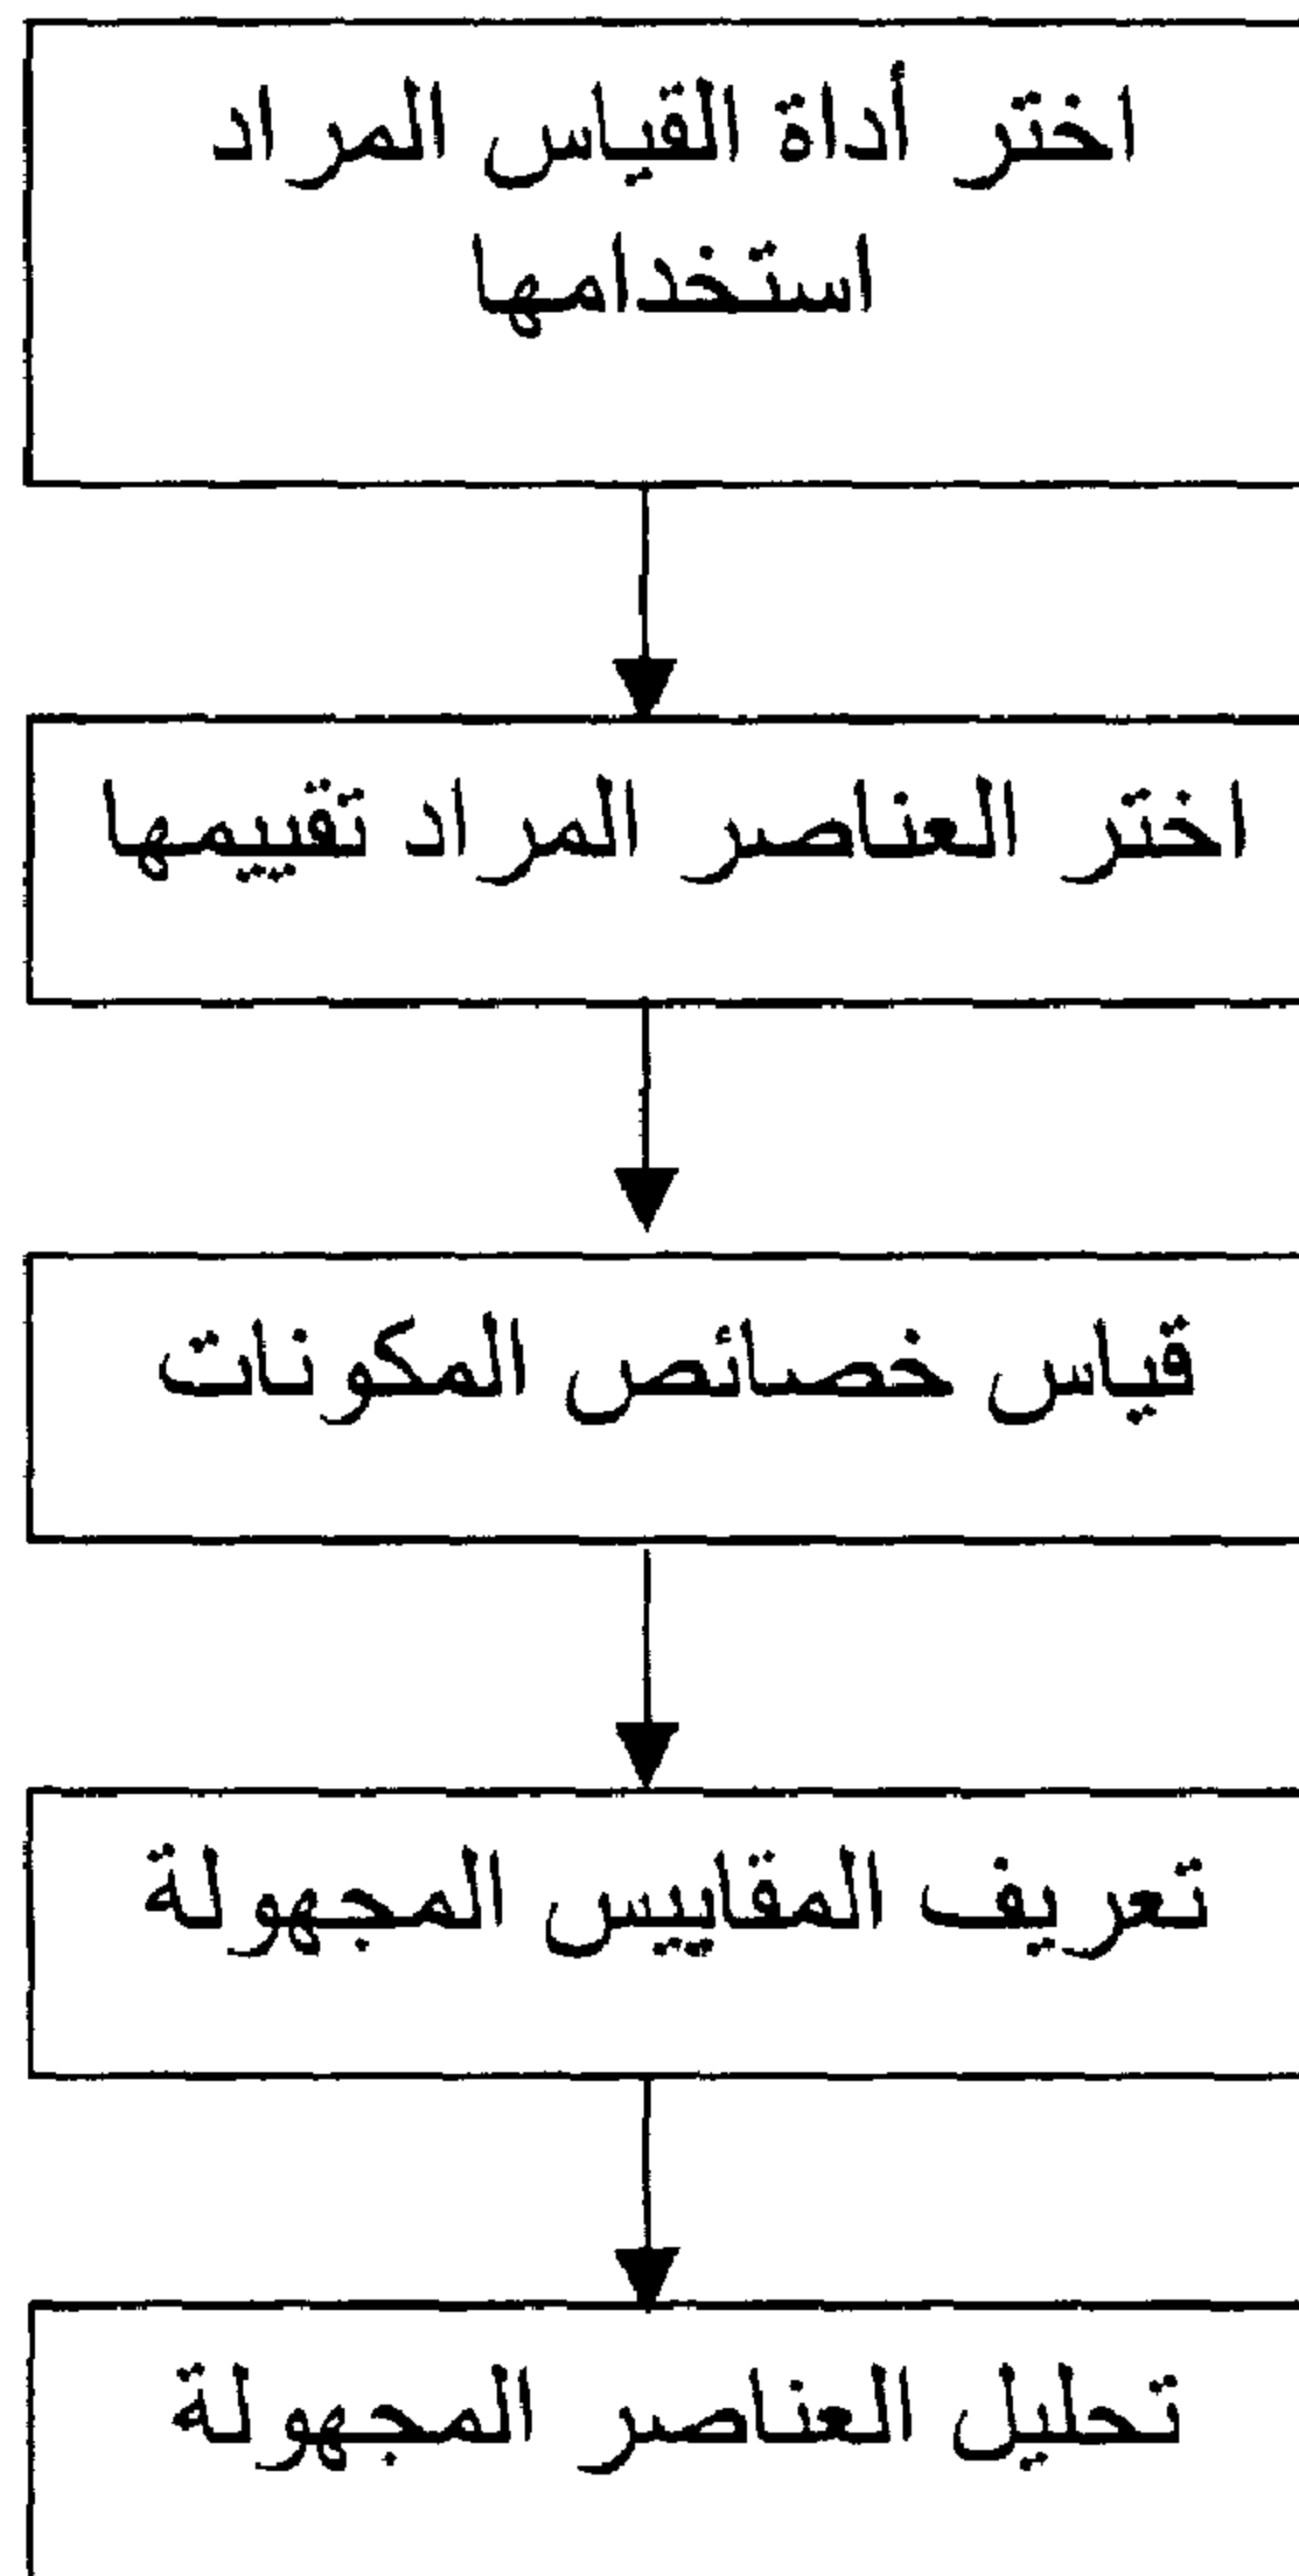 اختر أداة القياس المراد
استخدامها
اختر العناصر المراد تقييمها
قياس خصائص المكونات
تعريف المقاييس المجهولة
تحليل العناصر المجهولة